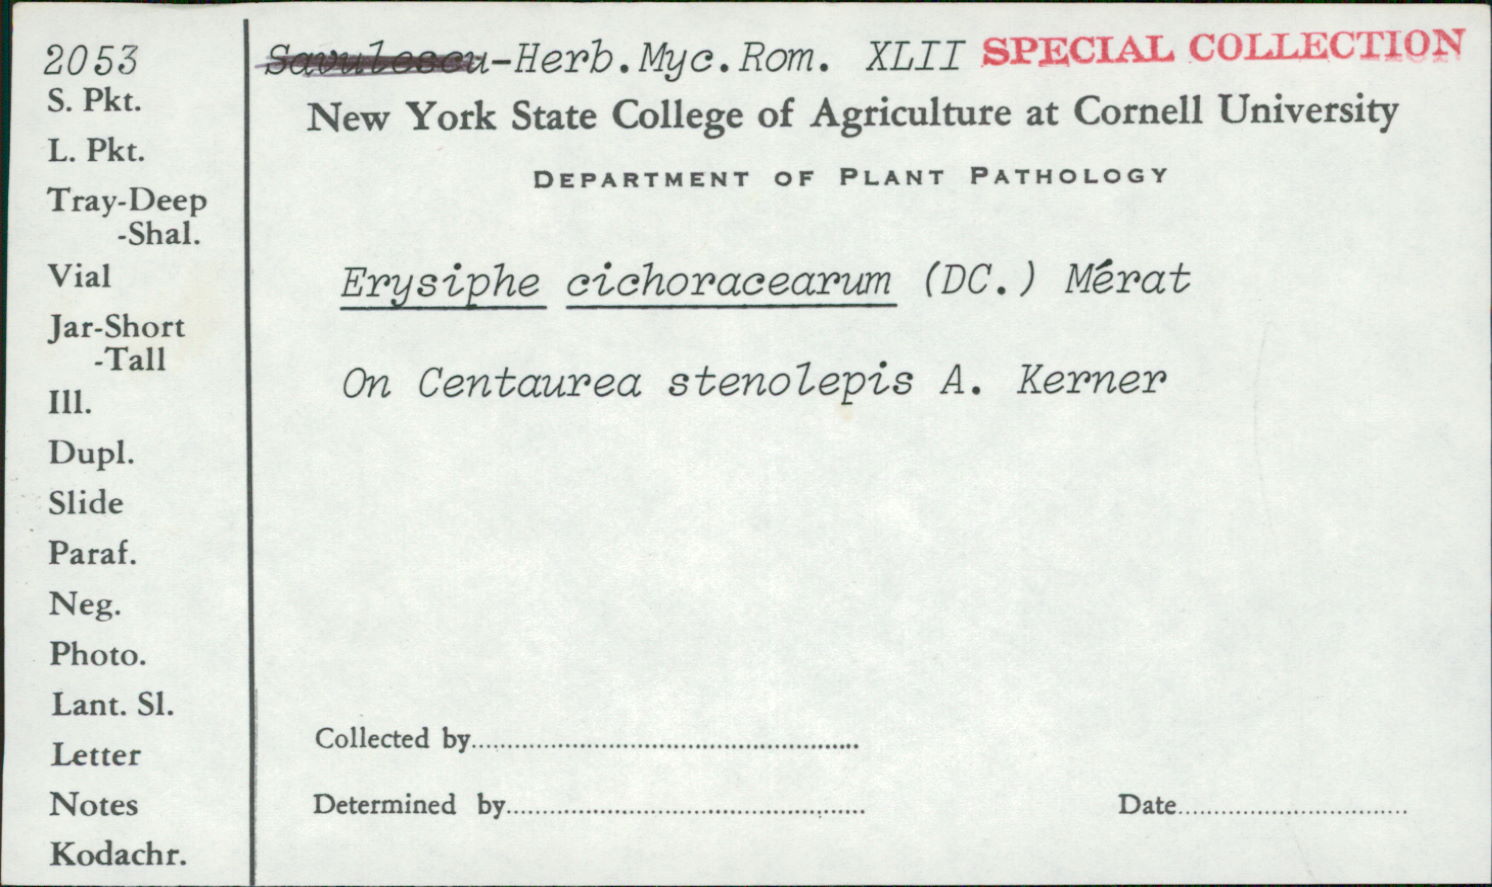 2053
S. Pkt.
L. Pkt.
Tray-Deep
-Shal.
Vial
Jar-Short
-Tall
Ill.
Dupl.
Slide
Paraf.
Neg.
Photo.
Lant. Sl.
Letter
Notes
Kodachr.
Savulescu-Herb.Myc.Rom. XLII SPECIAL COLLECTION
New York State College of Agriculture at Cornell University
DEPARTMENT OF PLANT PATHOLOGY
Erysiphe cichoracearum (DC.) Mérat
On Centaurea stenolepis A. Kerner
Collected by
Determined by
Date